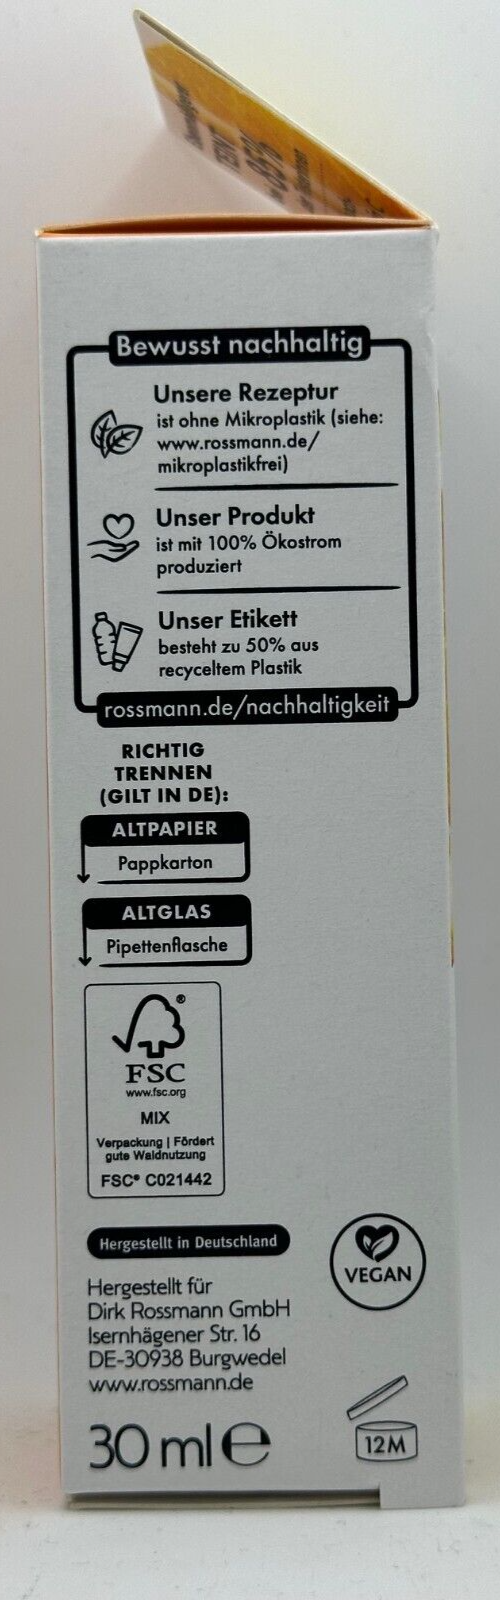 Bewusst nachhaltig
Unsere Rezeptur
ist ohne Mikroplastik (siehe:
www.rossmann.de/
mikroplastikfrei)
Unser Produkt
ist mit 100% Ökostrom
produziert
Unser Etikett
besteht zu 50% aus
recyceltem Plastik
rossmann.de/nachhaltigkeit
RICHTIG
TRENNEN
(GILT IN DE):
ALTPAPIER
Pappkarton
ALTGLAS
Pipettenflasche
®
FSC
www.fsc.org
MIX
Verpackung | Fördert
gute Waldnutzung
FSC® C021442
Hergestellt in Deutschland
VEGAN
Hergestellt für
Dirk Rossmann GmbH
Isernhägener Str. 16
DE-30938 Burgwedel
www.rossmann.de
30 ml ℮
12M